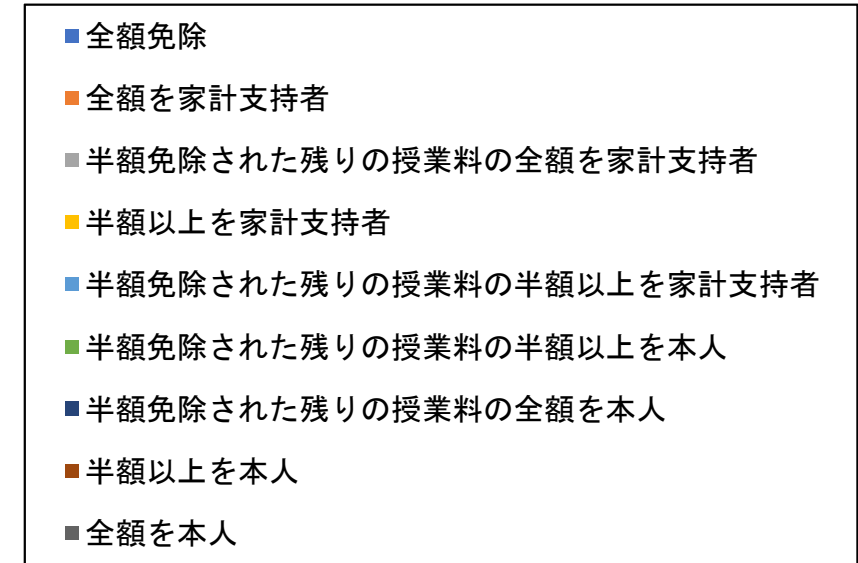 全額免除
全額を家計支持者
半額免除された残りの授業料の全額を家計支持者
半額以上を家計支持者
半額免除された残りの授業料の半額以上を家計支持者
半額免除された残りの授業料の半額以上を本人
半額免除された残りの授業料の全額を本人
半額以上を本人
全額を本人